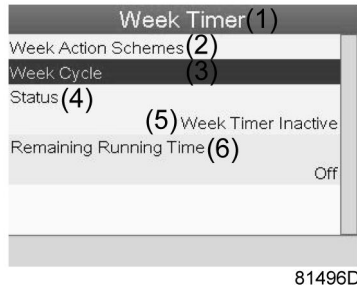 Week Timer(1)
Week Action Schemes(2)
Week Cycle (3)
Status(4)
(5) Week Timer Inactive
Remaining Running Time(6)
Off
81496D